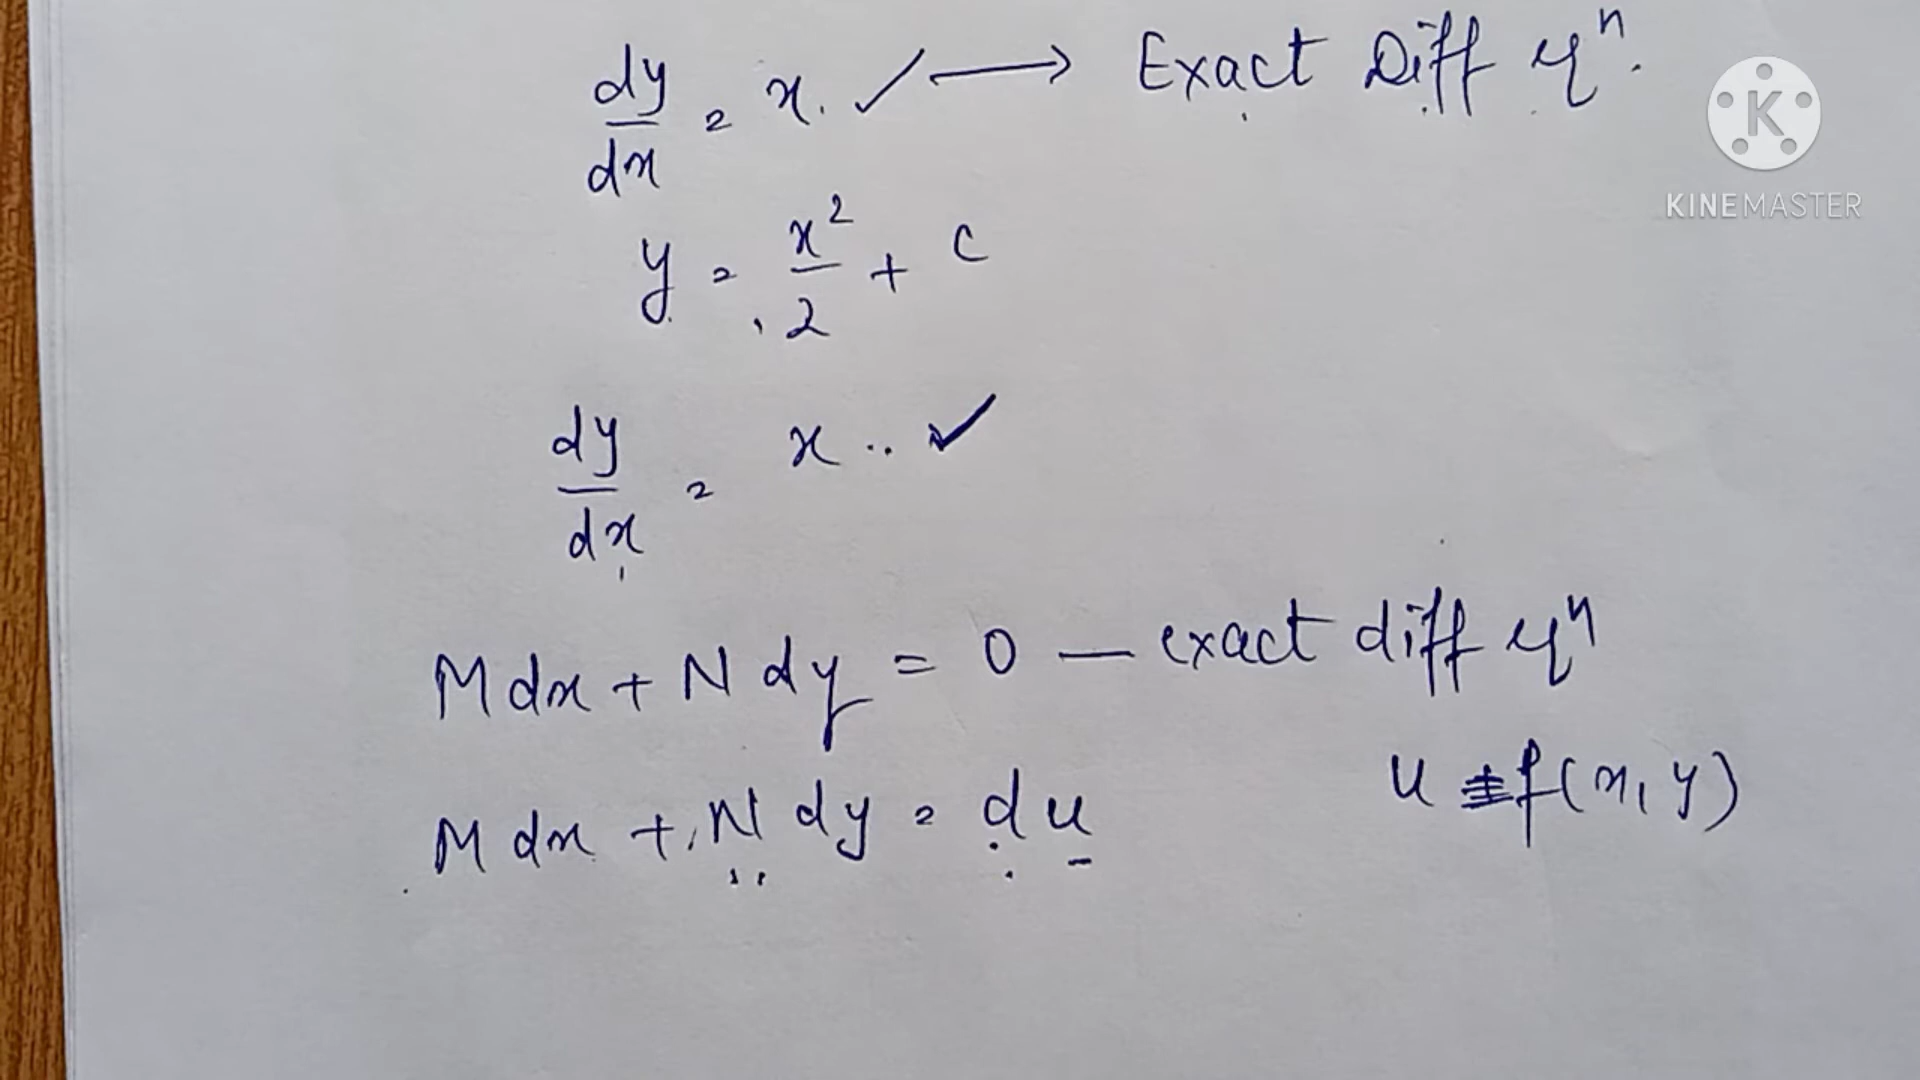 dy/dx = x. ✓ ⟶ Exact Diff eqⁿ.
KINEMASTER
y = x²/2 + c
dy/dx = x .. ✓
Mdx + Ndy = 0 — exact diff eqⁿ
Mdx + Ndy = du u = f(x, y)